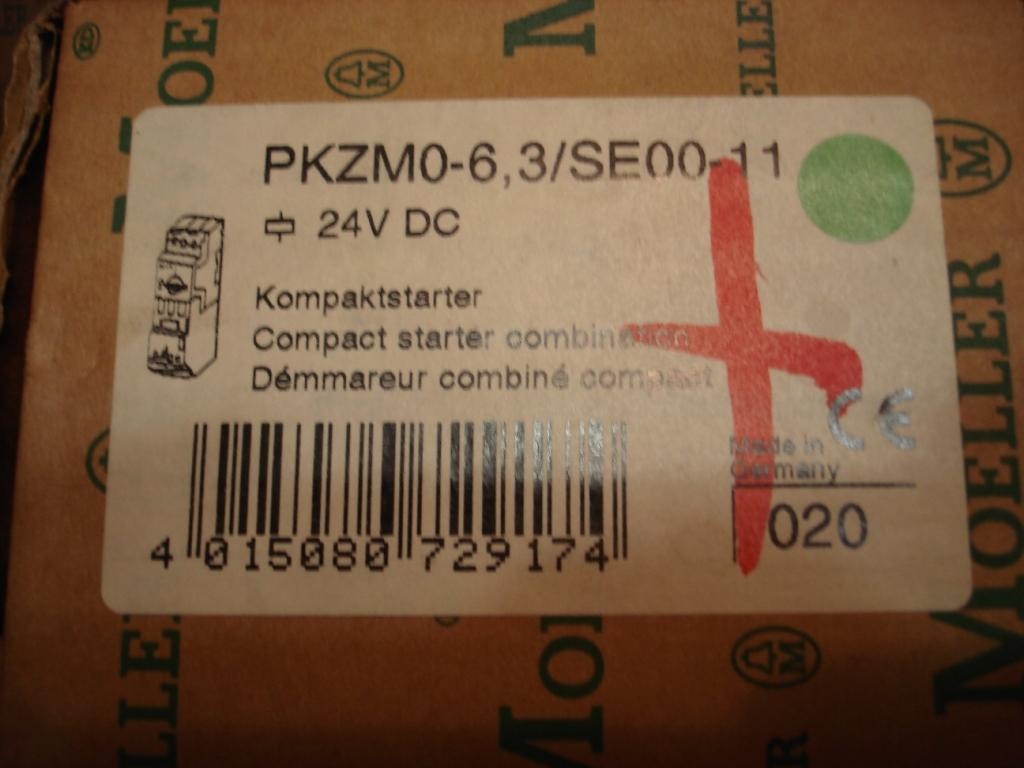 MOELLER
PKZM0-6,3/SE00-11
24V DC
Kompaktstarter
Compact starter combination
Démmareur combiné compact
CE
Made in
Germany
020
4 015080 729174
MOELLER